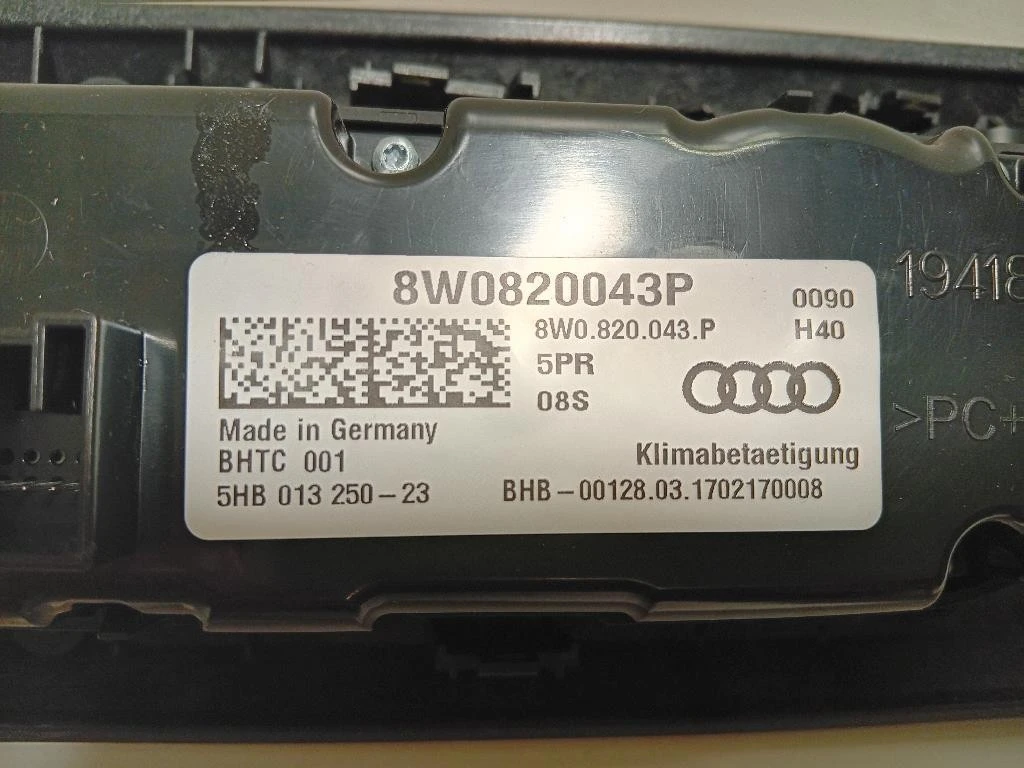 8W0820043P
0090
8W0.820.043.P
H40
5PR
08S
Made in Germany
BHTC 001
Klimabetaetigung
5HB 013 250-23
BHB-00128.03.1702170008
19418
>PC+